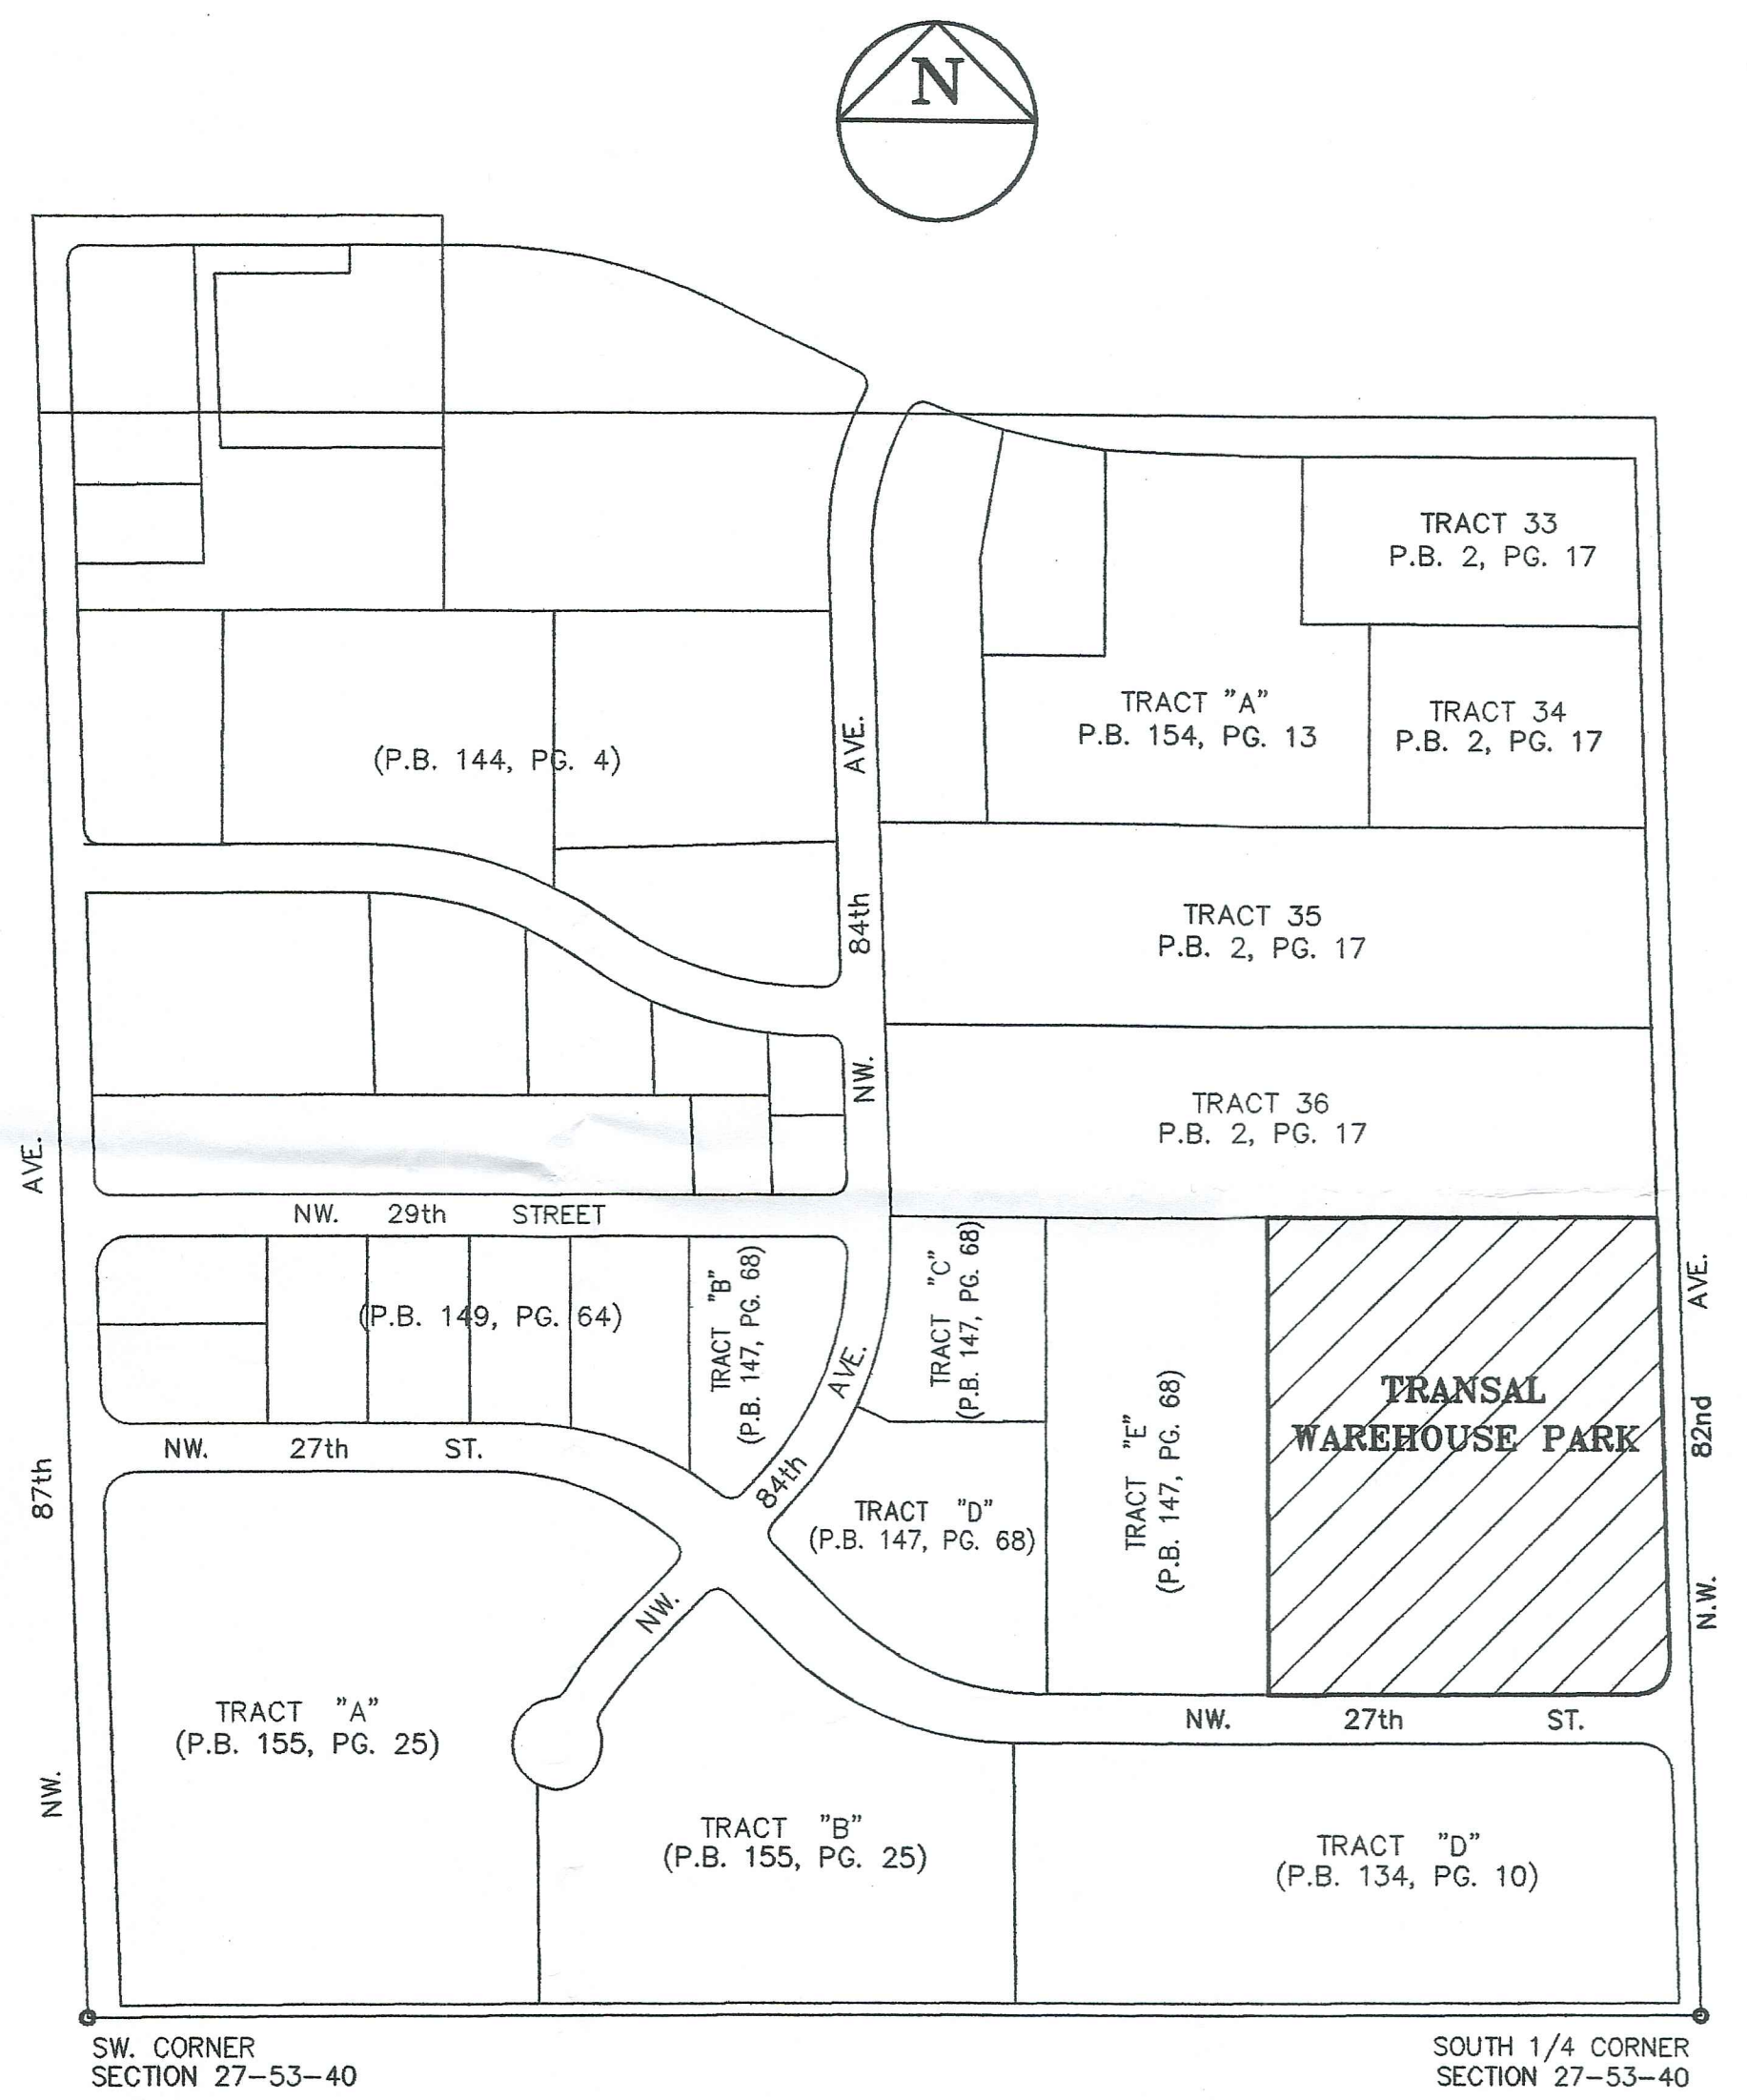 N
TRACT 33
P.B. 2, PG. 17
TRACT "A"
P.B. 154, PG. 13
TRACT 34
P.B. 2, PG. 17
(P.B. 144, PG. 4)
NW. 84th AVE.
TRACT 35
P.B. 2, PG. 17
TRACT 36
P.B. 2, PG. 17
NW. 29th STREET
(P.B. 149, PG. 64)
TRACT "B"
(P.B. 147, PG. 68)
TRACT "C"
(P.B. 147, PG. 68)
TRACT "E"
(P.B. 147, PG. 68)
TRANSAL
WAREHOUSE PARK
NW. 87th AVE.
N.W. 82nd AVE.
NW. 27th ST.
NW. 84th AVE.
TRACT "D"
(P.B. 147, PG. 68)
NW. 27th ST.
TRACT "A"
(P.B. 155, PG. 25)
TRACT "B"
(P.B. 155, PG. 25)
TRACT "D"
(P.B. 134, PG. 10)
SW. CORNER
SECTION 27-53-40
SOUTH 1/4 CORNER
SECTION 27-53-40